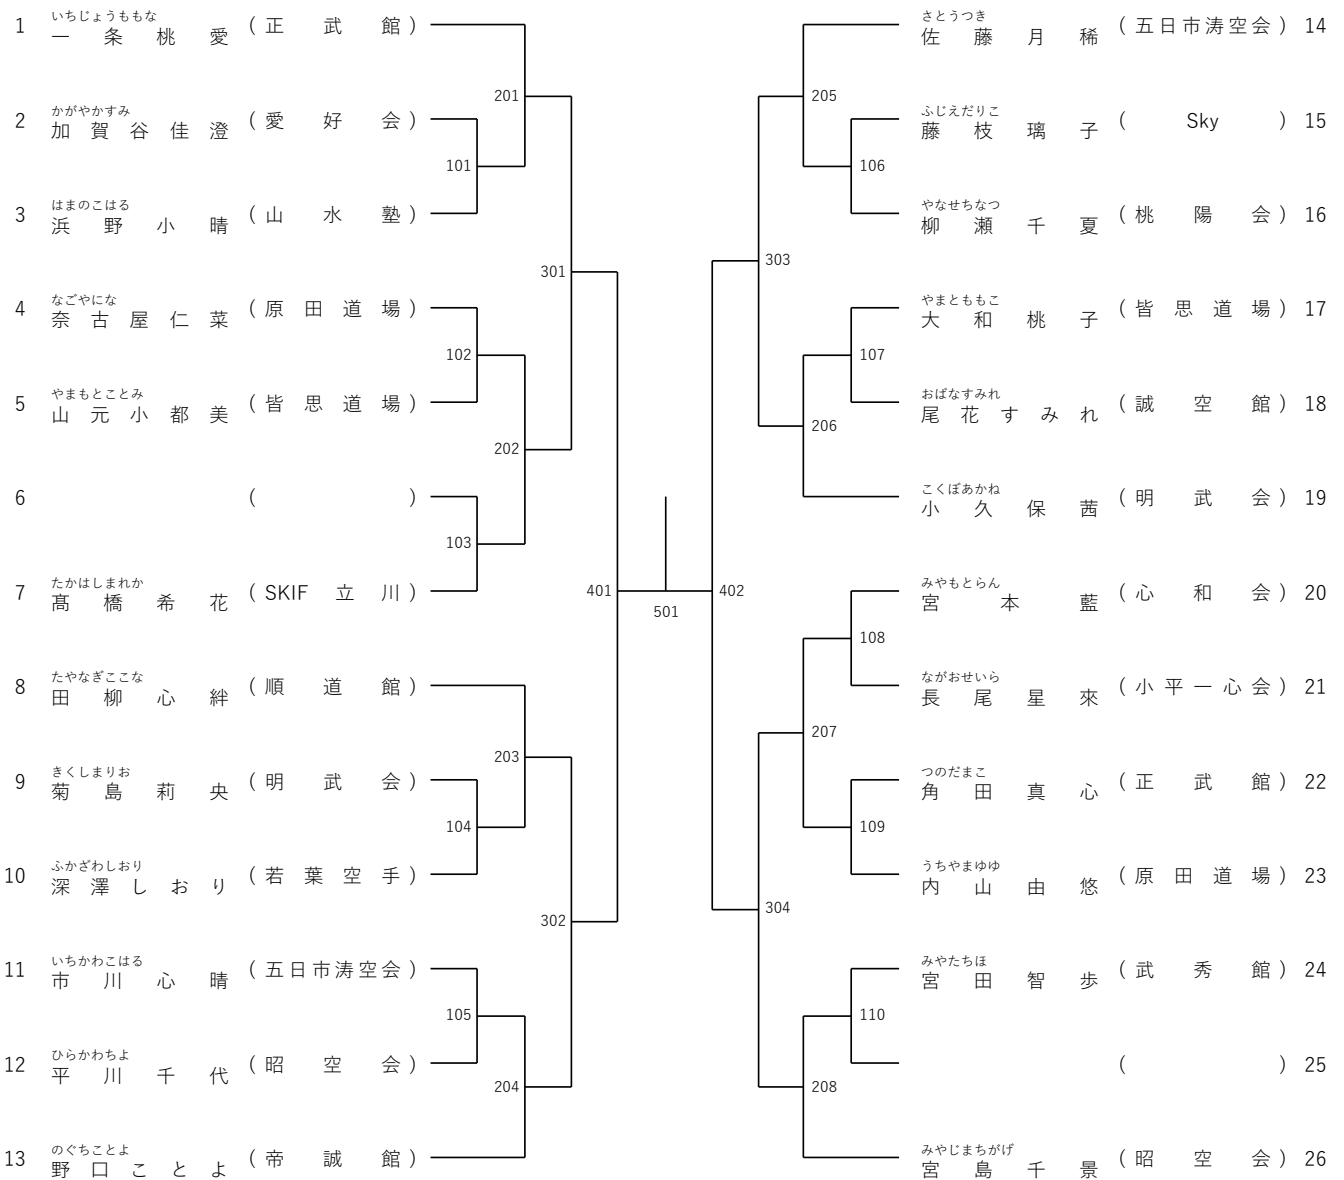 いちじょうももな
1 一条桃愛 (正武館)
201
かがやかすみ
2 加賀谷佳澄 (愛好会)
101
はまのこはる
3 浜野小晴 (山水塾)
301
なごやにな
4 奈古屋仁菜 (原田道場)
102
やまもとことみ
5 山元小都美 (皆思道場)
202
6 ( )
103
たかはしまれか
7 髙橋希花 (SKIF立川)
401
501
たやなぎここな
8 田柳心絆 (順道館)
203
きくしまりお
9 菊島莉央 (明武会)
104
ふかざわしおり
10 深澤しおり (若葉空手)
302
いちかわこはる
11 市川心晴 (五日市涛空会)
105
ひらかわちよ
12 平川千代 (昭空会)
204
のぐちことよ
13 野口ことよ (帝誠館)
さとうつき
佐藤月稀 (五日市涛空会) 14
205
ふじえだりこ
藤枝璃子 (Sky) 15
106
やなせちなつ
柳瀬千夏 (桃陽会) 16
303
やまとももこ
大和桃子 (皆思道場) 17
107
おばなすみれ
尾花すみれ (誠空館) 18
206
こくぼあかね
小久保茜 (明武会) 19
402
みやもとらん
宮本藍 (心和会) 20
108
ながおせいら
長尾星來 (小平一心会) 21
207
つのだまこ
角田真心 (正武館) 22
109
うちやまゆゆ
内山由悠 (原田道場) 23
304
みやたちほ
宮田智歩 (武秀館) 24
110
( ) 25
208
みやじまちがげ
宮島千景 (昭空会) 26